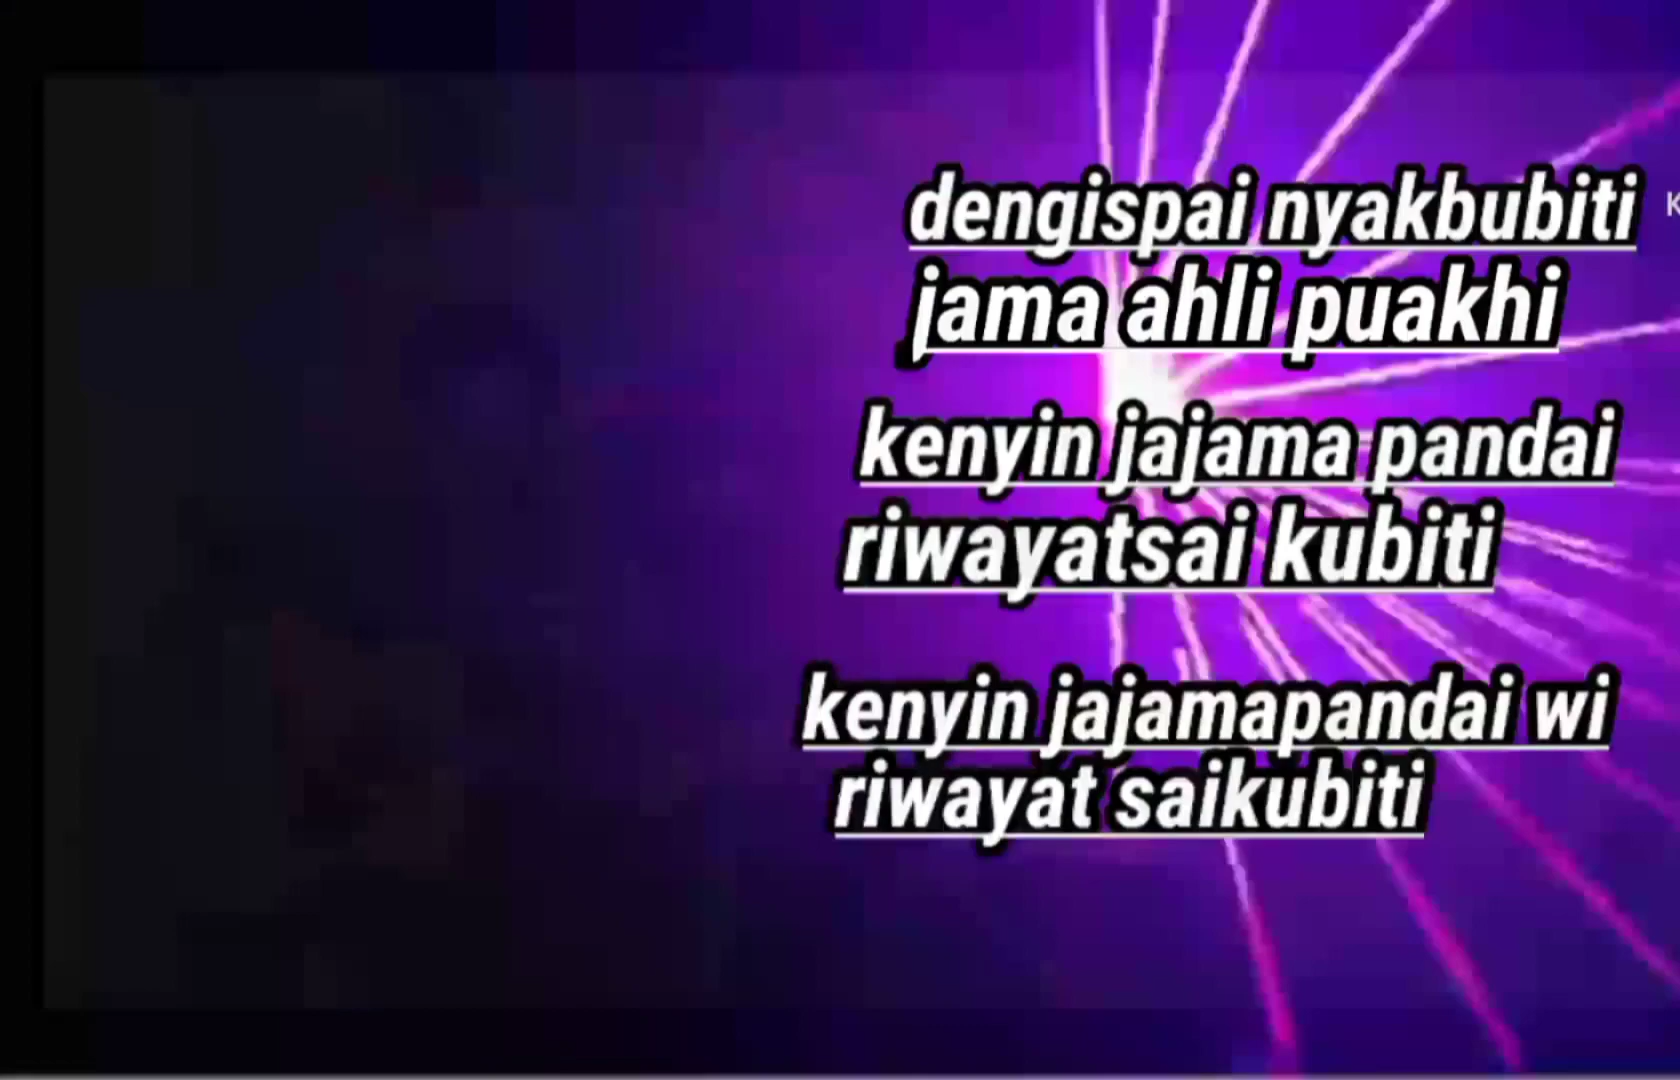 dengispai nyakbubiti
jama ahli puakhi
kenyin jajama pandai
riwayatsai kubiti
kenyin jajamapandai wi
riwayat saikubiti